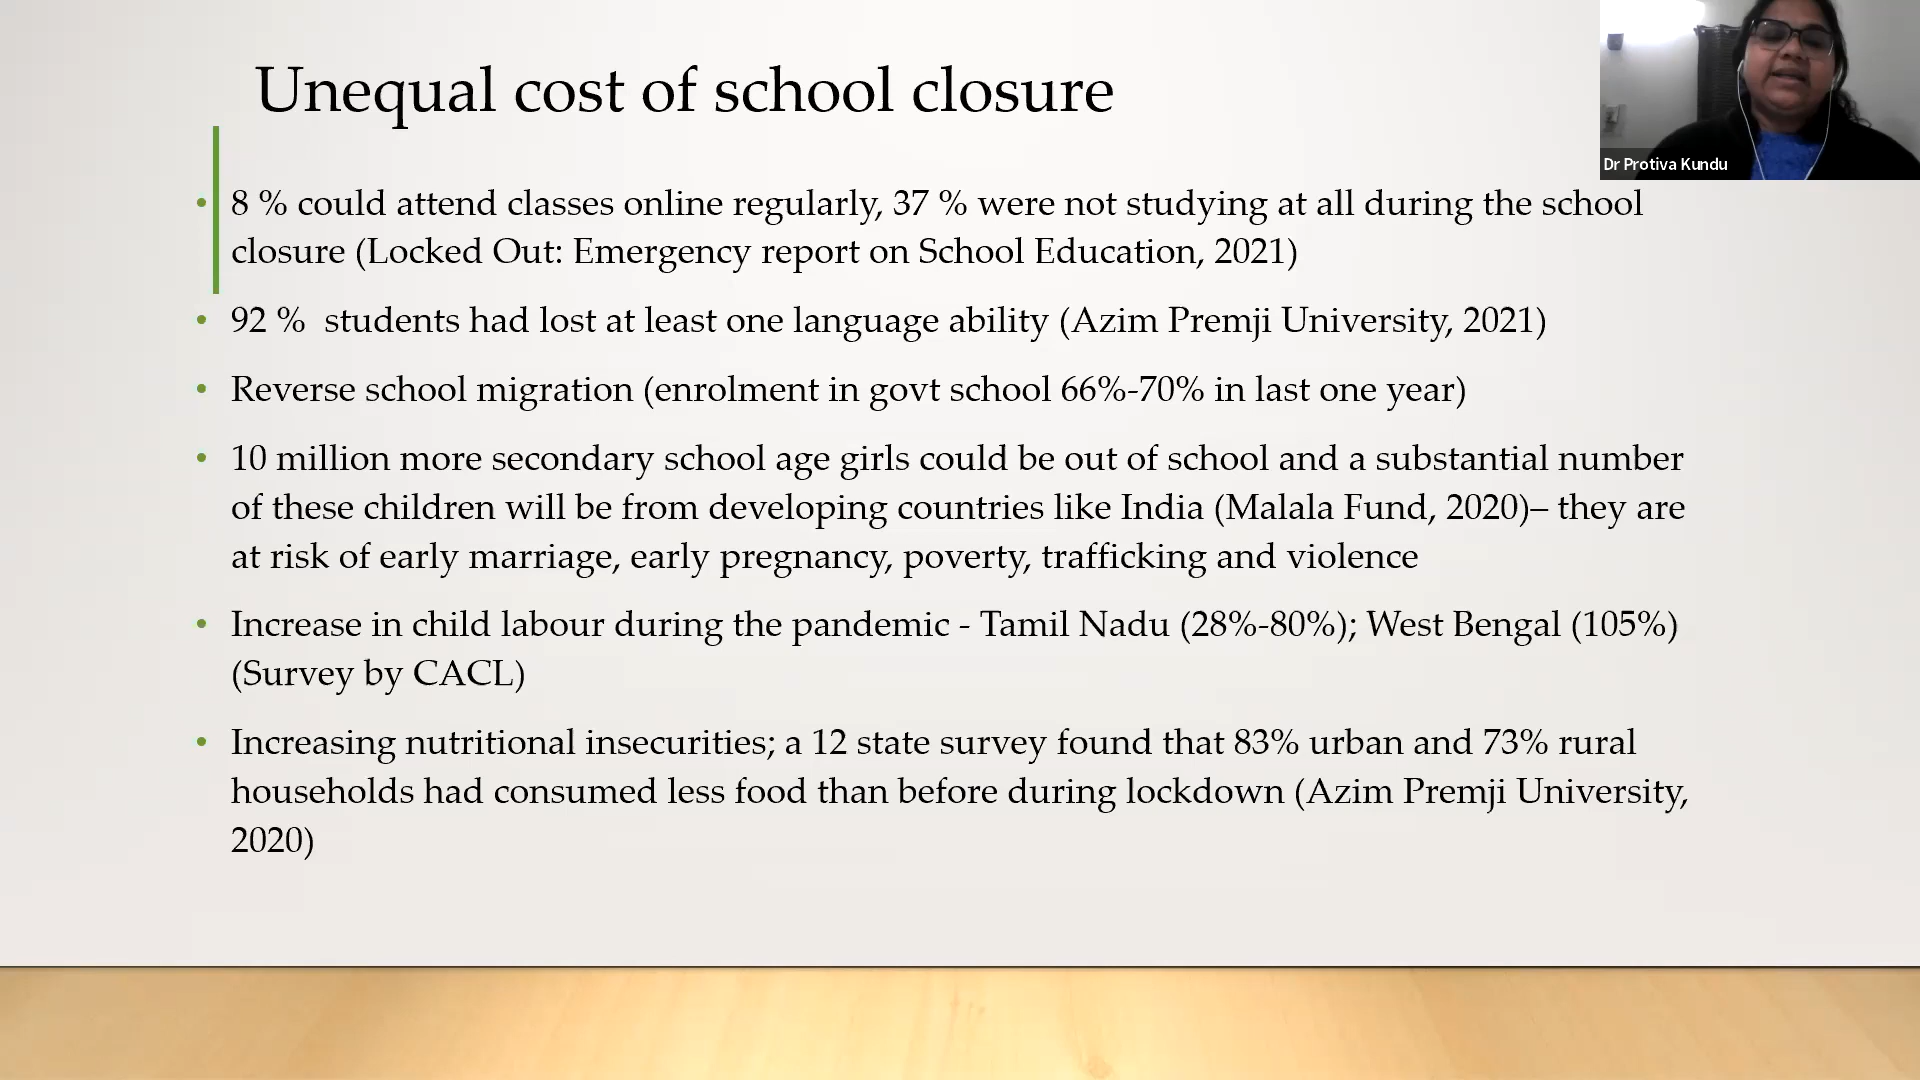 Unequal cost of school closure
Dr Protiva Kundu
• 8 % could attend classes online regularly, 37 % were not studying at all during the school
closure (Locked Out: Emergency report on School Education, 2021)
• 92 %  students had lost at least one language ability (Azim Premji University, 2021)
• Reverse school migration (enrolment in govt school 66%-70% in last one year)
• 10 million more secondary school age girls could be out of school and a substantial number
of these children will be from developing countries like India (Malala Fund, 2020)– they are
at risk of early marriage, early pregnancy, poverty, trafficking and violence
• Increase in child labour during the pandemic - Tamil Nadu (28%-80%); West Bengal (105%)
(Survey by CACL)
• Increasing nutritional insecurities; a 12 state survey found that 83% urban and 73% rural
households had consumed less food than before during lockdown (Azim Premji University,
2020)